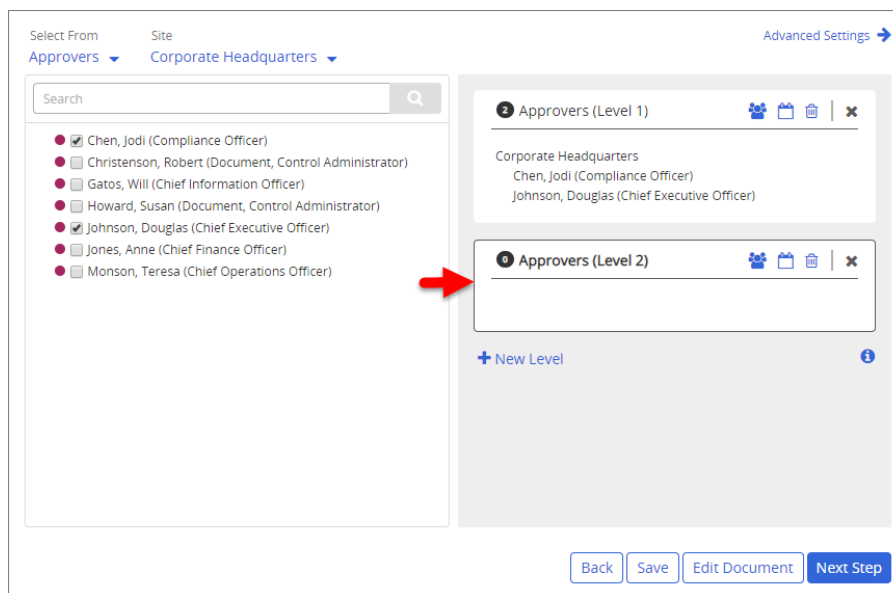 Select From
Site
Advanced Settings
Approvers
Corporate Headquarters
Search
Chen, Jodi (Compliance Officer)
Christenson, Robert (Document, Control Administrator)
Gatos, Will (Chief Information Officer)
Howard, Susan (Document, Control Administrator)
Johnson, Douglas (Chief Executive Officer)
Jones, Anne (Chief Finance Officer)
Monson, Teresa (Chief Operations Officer)
2 Approvers (Level 1)
Corporate Headquarters
Chen, Jodi (Compliance Officer)
Johnson, Douglas (Chief Executive Officer)
0 Approvers (Level 2)
New Level
Back
Save
Edit Document
Next Step